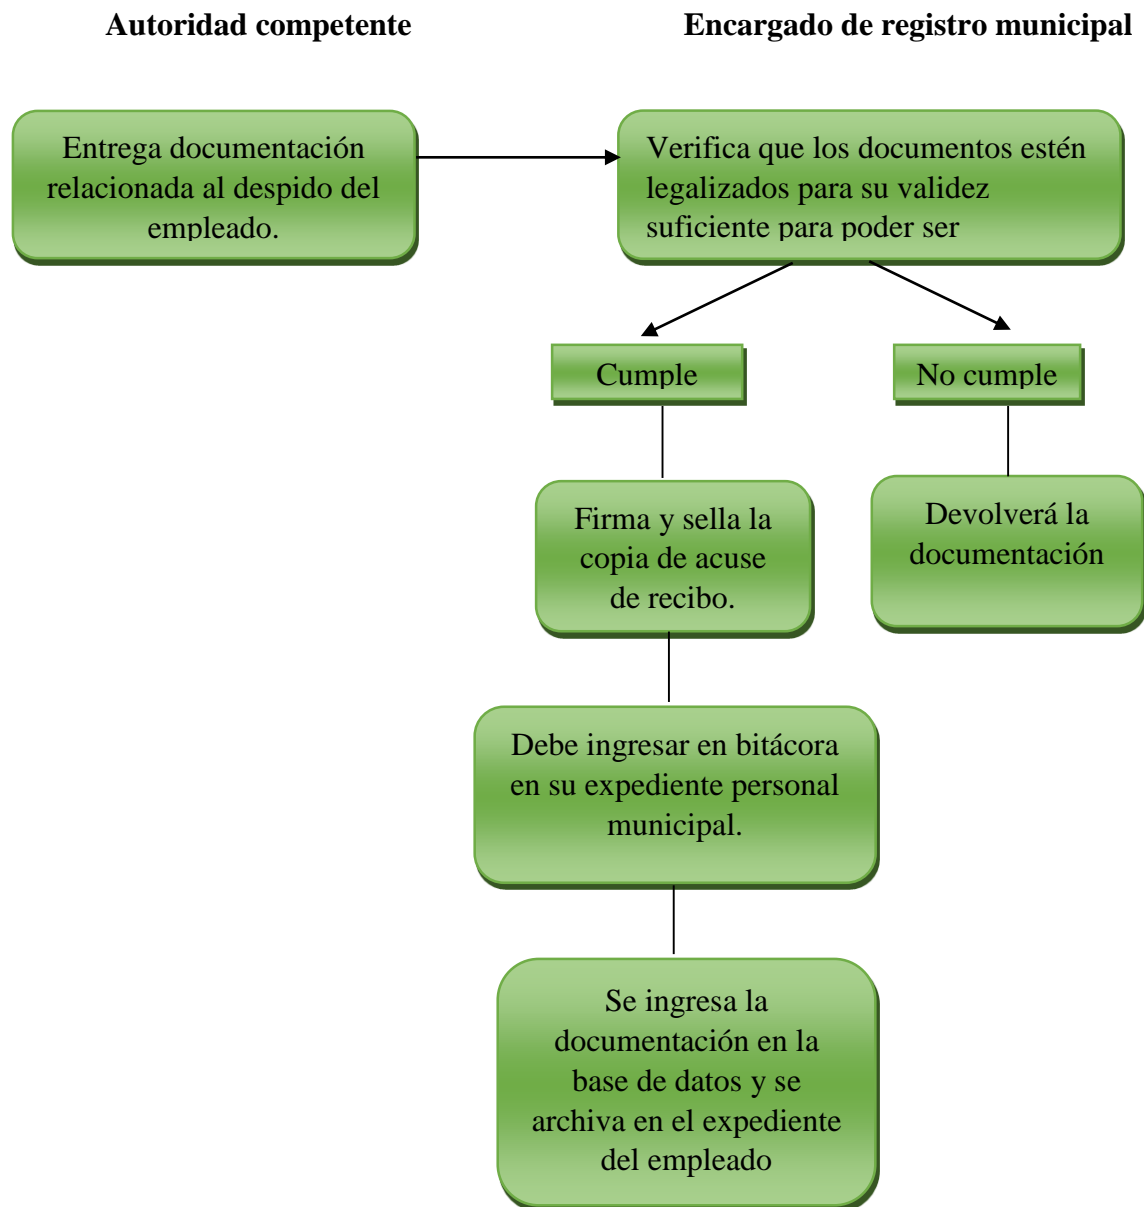 Autoridad competente
Encargado de registro municipal
Entrega documentación
relacionada al despido del
empleado.
Verifica que los documentos estén
legalizados para su validez
suficiente para poder ser
Cumple
No cumple
Firma y sella la
copia de acuse
de recibo.
Devolverá la
documentación
Debe ingresar en bitácora
en su expediente personal
municipal.
Se ingresa la
documentación en la
base de datos y se
archiva en el expediente
del empleado